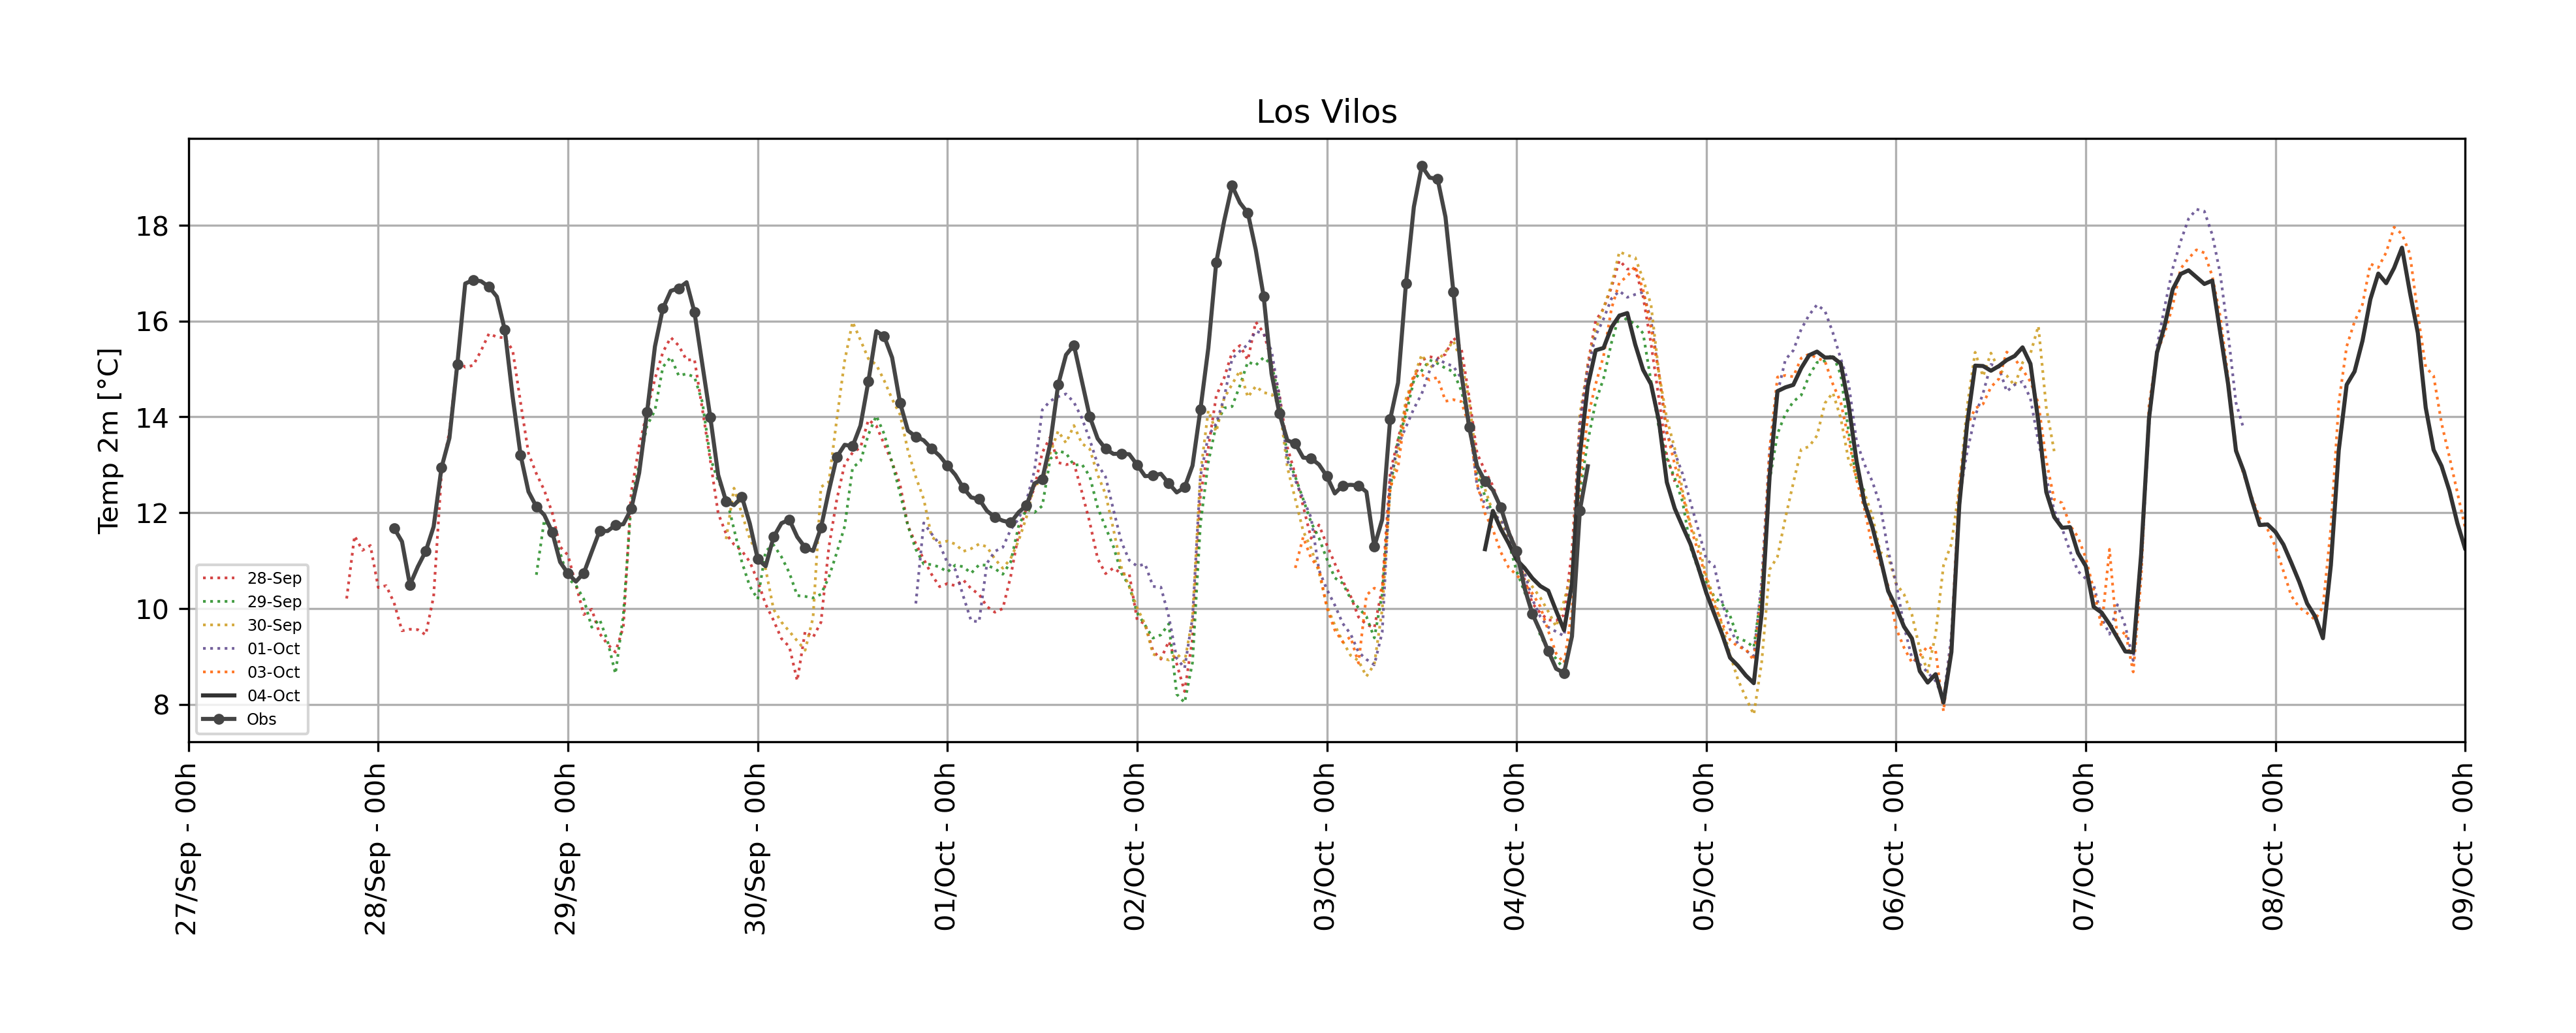 Los Vilos
Temp 2m [°C]
18
16
14
12
10
8
28-Sep
29-Sep
30-Sep
01-Oct
03-Oct
04-Oct
Obs
27/Sep - 00h
28/Sep - 00h
29/Sep - 00h
30/Sep - 00h
01/Oct - 00h
02/Oct - 00h
03/Oct - 00h
04/Oct - 00h
05/Oct - 00h
06/Oct - 00h
07/Oct - 00h
08/Oct - 00h
09/Oct - 00h